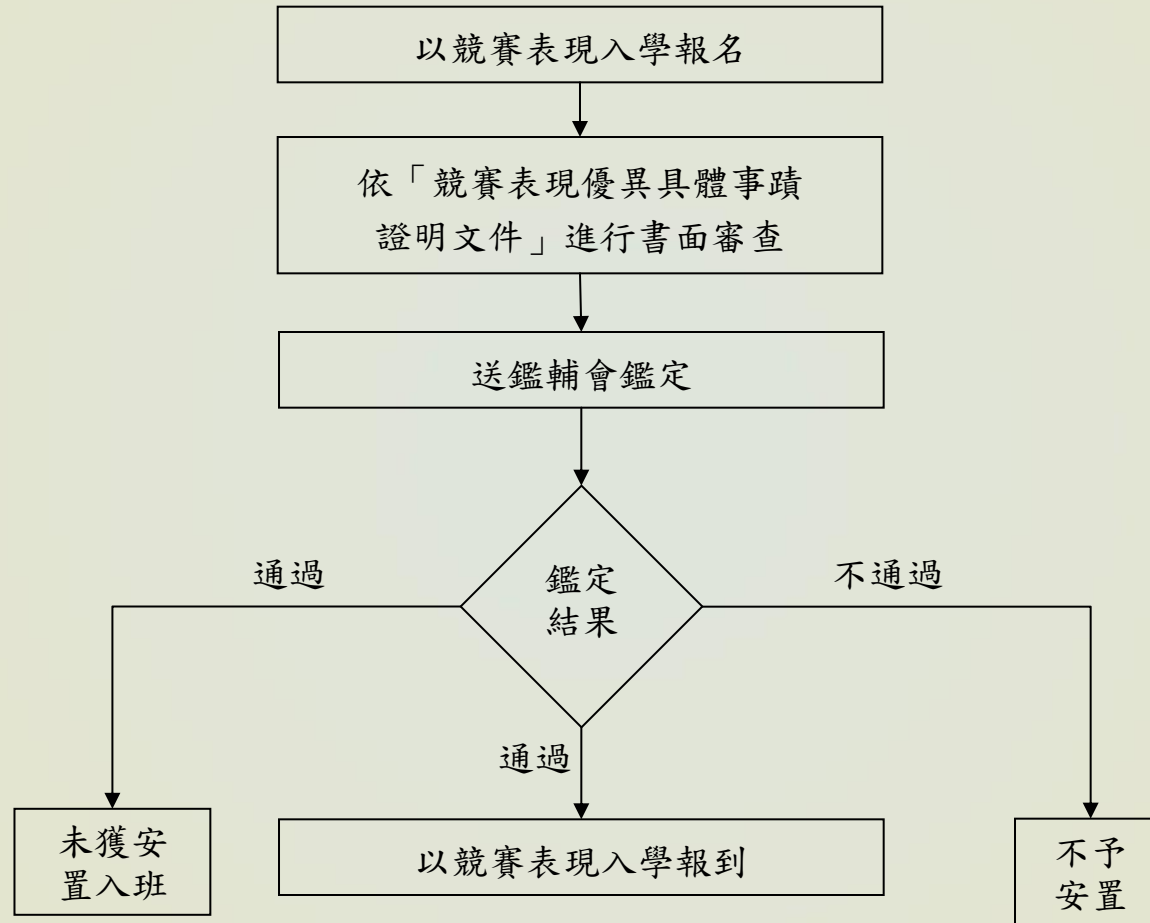 以競賽表現入學報名
依「競賽表現優異具體事蹟
證明文件」進行書面審查
送鑑輔會鑑定
通過
鑑定
結果
不通過
通過
未獲安
置入班
以競賽表現入學報到
不予
安置